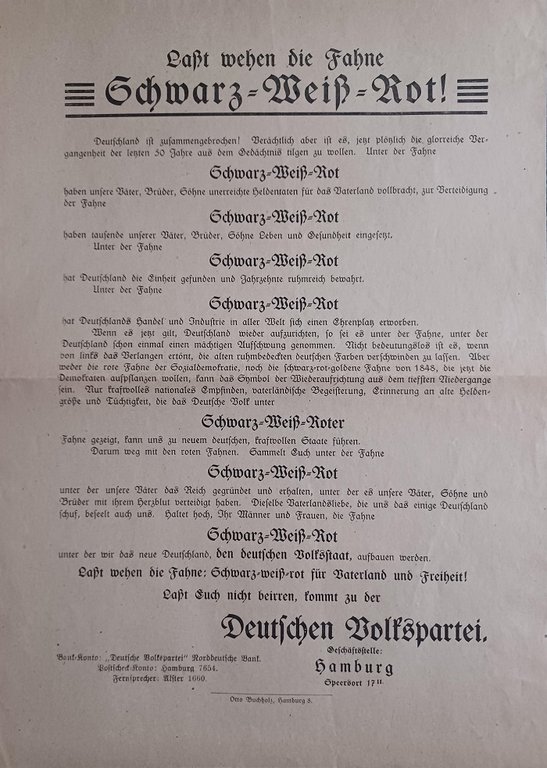 Laßt wehen die Fahne
Schwarz-Weiß-Rot!
Deutschland ist zusammengebrochen! Verächtlich aber ist es, jetzt plötzlich die glorreiche Ver-
gangenheit der letzten 50 Jahre aus dem Gedächtnis tilgen zu wollen. Unter der Fahne
Schwarz-Weiß-Rot
haben unsere Väter, Brüder, Söhne unerreichte Heldentaten für das Vaterland vollbracht, zur Verteidigung
der Fahne
Schwarz-Weiß-Rot
haben tausende unserer Väter, Brüder, Söhne Leben und Gesundheit eingesetzt.
Unter der Fahne
Schwarz-Weiß-Rot
hat Deutschland die Einheit gefunden und Jahrzehnte ruhmreich bewahrt.
Unter der Fahne
Schwarz-Weiß-Rot
hat Deutschlands Handel und Industrie in aller Welt sich einen Ehrenplatz erworben.
Wenn es jetzt gilt, Deutschland wieder aufzurichten, so sei es unter der Fahne, unter der
Deutschland schon einmal einen mächtigen Aufschwung genommen. Nicht bedeutungslos ist es, wenn
von links das Verlangen ertönt, die alten ruhmbedeckten deutschen Farben verschwinden zu lassen. Aber
weder die rote Fahne der Sozialdemokratie, noch die schwarz-rot-goldene Fahne von 1848, die jetzt die
Demokraten aufpflanzen wollen, kann das Symbol der Wiederaufrichtung aus dem tiefsten Niedergange
sein. Nur kraftvolles nationales Empfinden, vaterländische Begeisterung, Erinnerung an alte Helden-
größe und Tüchtigkeit, die das Deutsche Volk unter
Schwarz-Weiß-Roter
Fahne gezeigt, kann uns zu neuem deutschen, kraftvollen Staate führen.
Darum weg mit den roten Fahnen. Sammelt Euch unter der Fahne
Schwarz-Weiß-Rot
unter der unsere Väter das Reich gegründet und erhalten, unter der es unsere Väter, Söhne und
Brüder mit ihrem Herzblut verteidigt haben. Dieselbe Vaterlandsliebe, die uns das einige Deutschland
schuf, beseelt auch uns. Haltet hoch, Ihr Männer und Frauen, die Fahne
Schwarz-Weiß-Rot
unter der wir das neue Deutschland, den deutschen Volksstaat, aufbauen werden.
Laßt wehen die Fahne: Schwarz-weiß-rot für Vaterland und Freiheit!
Laßt Euch nicht beirren, kommt zu der
Deutschen Volkspartei.
Geschäftsstelle:
Hamburg
Speersort 17 II.
Bank-Konto: „Deutsche Volkspartei" Norddeutsche Bank.
Postscheck-Konto: Hamburg 7654.
Fernsprecher: Alster 1660.
Otto Buchholz, Hamburg 8.